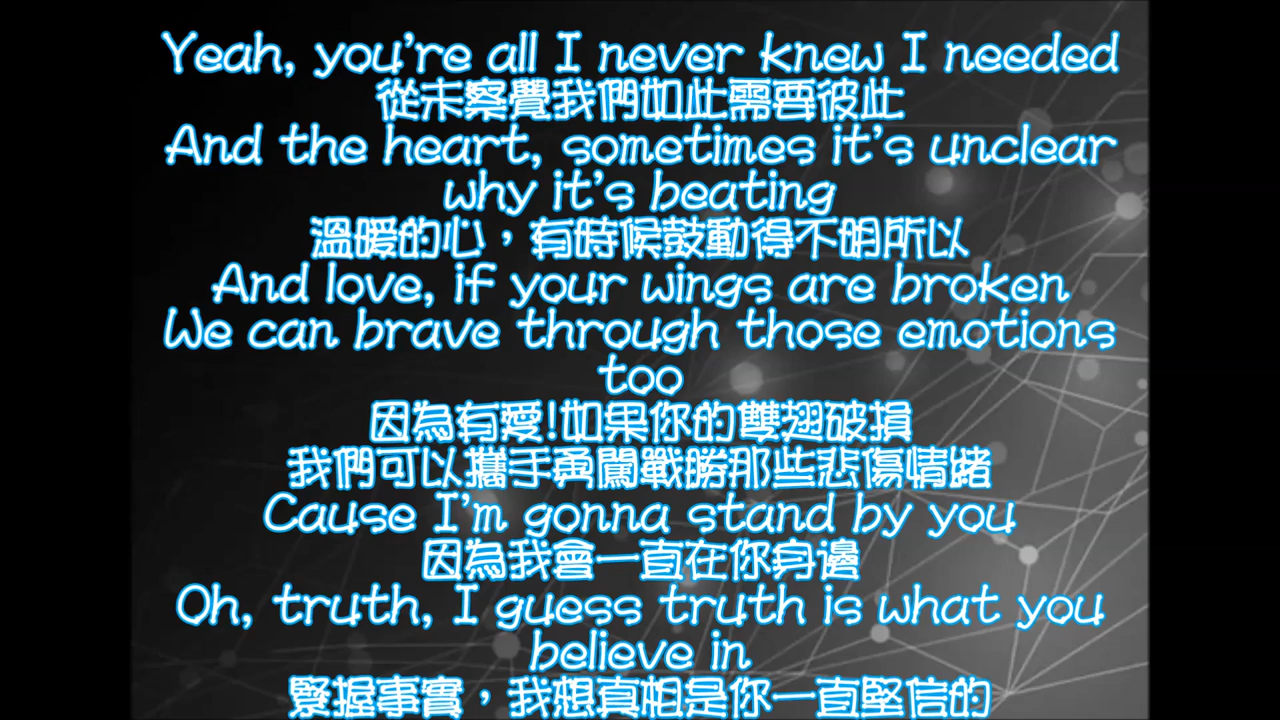 Yeah, you're all I never knew I needed
從未察覺我們如此需要彼此
And the heart, sometimes it's unclear
why it's beating
溫暖的心，有時候鼓動得不明所以
And love, if your wings are broken
We can brave through those emotions
too
因為有愛!如果你的雙翅破損
我們可以攜手勇闖戰勝那些悲傷情緒
Cause I'm gonna stand by you
因為我會一直在你身邊
Oh, truth, I guess truth is what you
believe in
緊握事實，我想真相是你一直堅信的